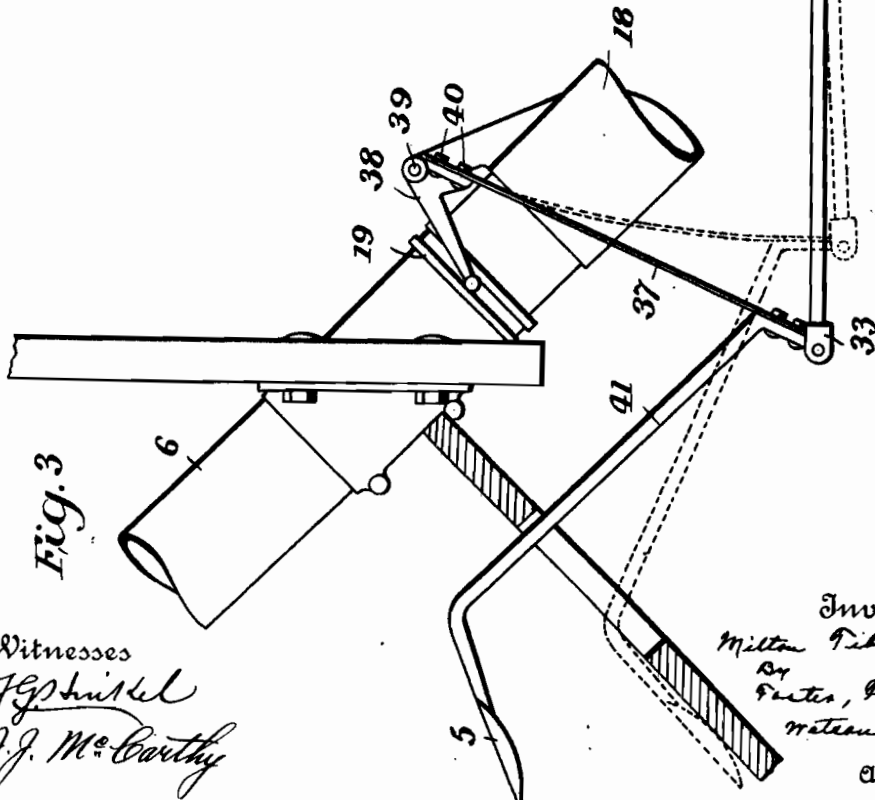 Fig. 3
6
19
38
39
40
18
37
33
41
5
Witnesses
J. J. McCarthy
Inv
Milton
By
Foster,
Watson